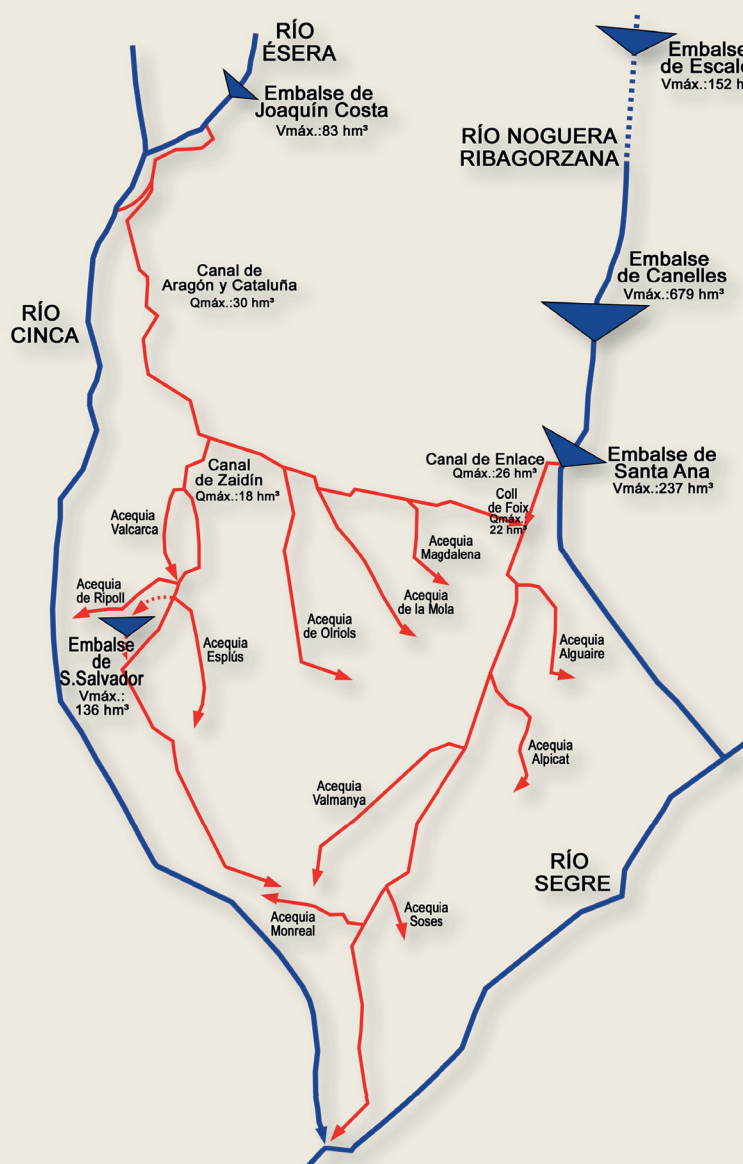 RÍO
ÉSERA
Embalse de
Joaquín Costa
Vmáx.:83 hm³
Embalse
de Escal
Vmáx.:152 h
RÍO NOGUERA
RIBAGORZANA
Canal de
Aragón y Cataluña
Qmáx.:30 hm³
Embalse
de Canelles
Vmáx.:679 hm³
RÍO
CINCA
Canal de Enlace
Qmáx.:26 hm³
Embalse de
Santa Ana
Vmáx.:237 hm³
Canal
de Zaidín
Qmáx.:18 hm³
Coll
de Foix
Qmáx.:
22 hm³
Acequia
Valcarca
Acequia
Magdalena
Acequia
de Ripoll
Acequia
de la Mola
Acequia
de Olriols
Embalse
de
S.Salvador
Vmáx.:
136 hm³
Acequia
Esplús
Acequia
Alguaire
Acequia
Alpicat
Acequia
Valmanya
RÍO
SEGRE
Acequia
Monreal
Acequia
Soses